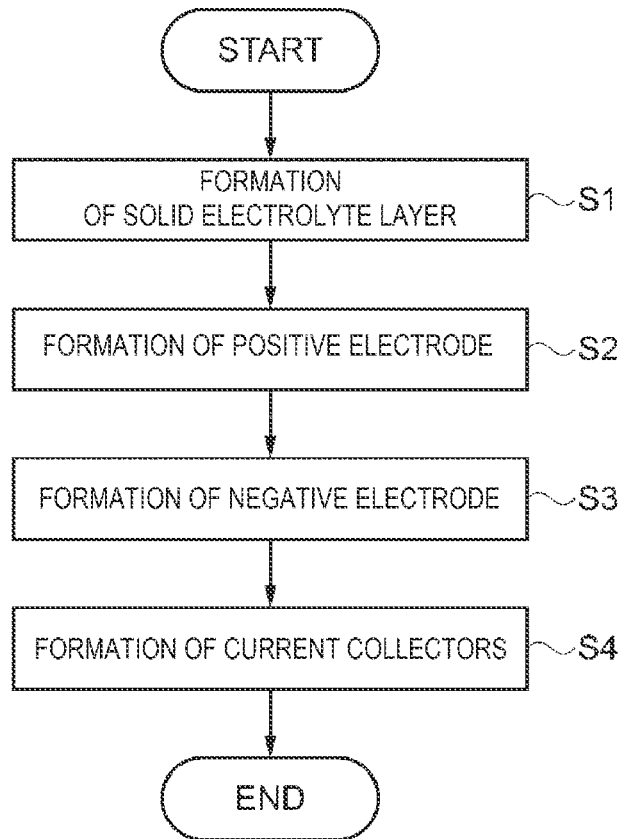 START
FORMATION
OF SOLID ELECTROLYTE LAYER
S1
FORMATION OF POSITIVE ELECTRODE
S2
FORMATION OF NEGATIVE ELECTRODE
S3
FORMATION OF CURRENT COLLECTORS
S4
END